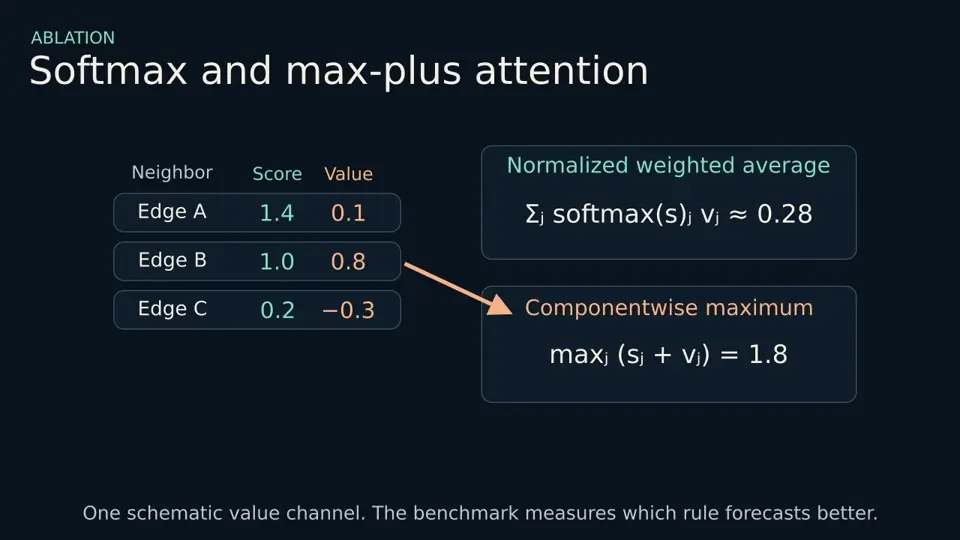 ABLATION
Softmax and max-plus attention
Neighbor Score Value
Edge A 1.4 0.1
Edge B 1.0 0.8
Edge C 0.2 −0.3
Normalized weighted average
Σⱼ softmax(s)ⱼ vⱼ ≈ 0.28
Componentwise maximum
maxⱼ (sⱼ + vⱼ) = 1.8
One schematic value channel. The benchmark measures which rule forecasts better.